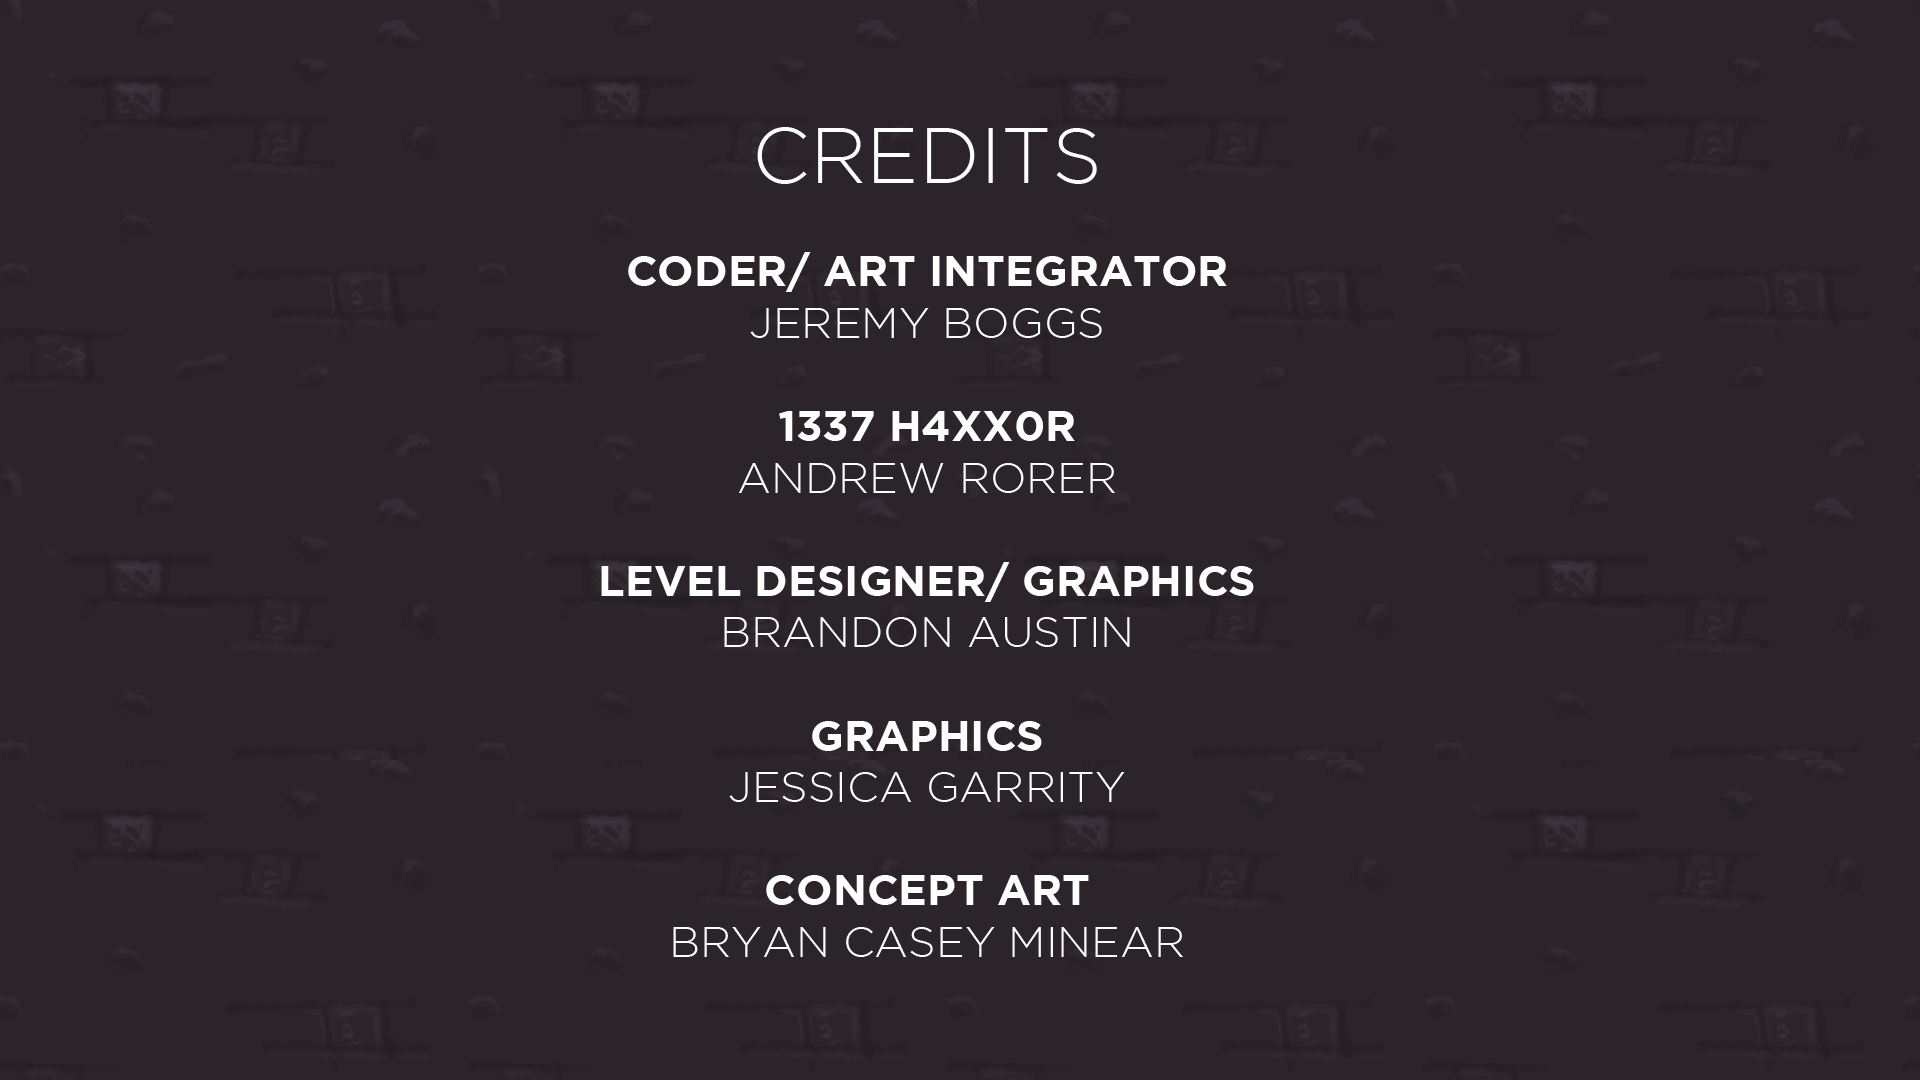 CREDITS
CODER/ ART INTEGRATOR
JEREMY BOGGS
1337 H4XX0R
ANDREW RORER
LEVEL DESIGNER/ GRAPHICS
BRANDON AUSTIN
GRAPHICS
JESSICA GARRITY
CONCEPT ART
BRYAN CASEY MINEAR